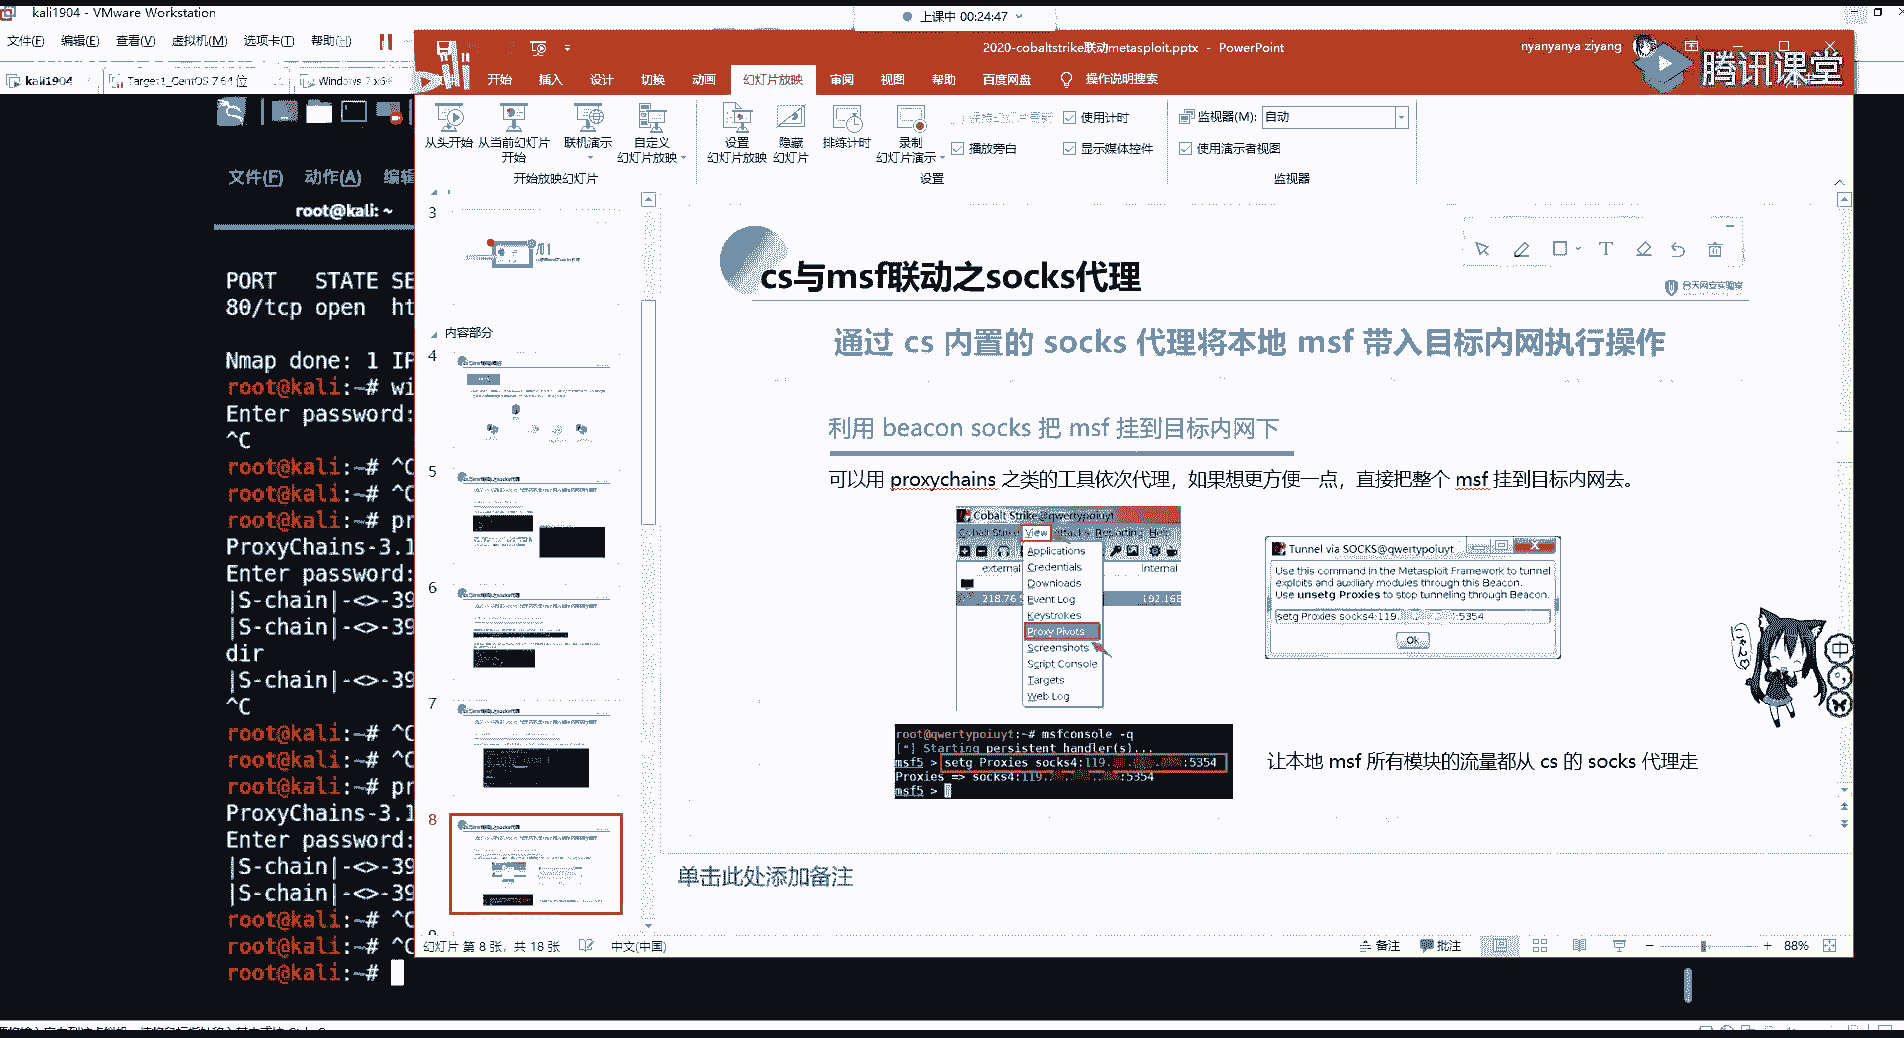 kali1904 - VMware Workstation
上课中 00:24:47
文件(F) 编辑(E) 查看(V) 虚拟机(M) 选项卡(T) 帮助(H)
kali1904
Target1_CentOS 7 64 位
Windows 7 x64
2020-cobaltstrike联动metasploit.pptx - PowerPoint
nyanyanya ziyang
腾讯课堂
开始 插入 设计 切换 动画 幻灯片放映 审阅 视图 帮助 百度网盘 操作说明搜索
从头开始
从当前幻灯片
开始
联机演示
自定义
幻灯片放映
设置
幻灯片放映
隐藏
幻灯片
排练计时
录制
幻灯片演示
播放旁白
使用计时
显示媒体控件
监视器(M): 自动
使用演示者视图
开始放映幻灯片
设置
监视器
文件(F) 动作(A) 编辑
root@kali: ~
PORT STATE SE
80/tcp open ht
Nmap done: 1 IP
root@kali:~# wi
Enter password:
^C
root@kali:~# ^C
root@kali:~# ^C
root@kali:~# pr
ProxyChains-3.1
Enter password:
|S-chain|-<>-39
|S-chain|-<>-39
dir
|S-chain|-<>-39
^C
root@kali:~# ^C
root@kali:~# ^C
root@kali:~# pr
ProxyChains-3.1
Enter password:
|S-chain|-<>-39
|S-chain|-<>-39
root@kali:~# ^C
root@kali:~# ^C
root@kali:~#
3
/01
内容部分
4
5
6
7
8
cs与msf联动之socks代理
合天网安实验室
通过 cs 内置的 socks 代理将本地 msf 带入目标内网执行操作
利用 beacon socks 把 msf 挂到目标内网下
可以用 proxychains 之类的工具依次代理，如果想更方便一点，直接把整个 msf 挂到目标内网去。
Cobalt Strike@qwertypoiuyt
View
Reporting Help
Applications
Credentials
Downloads
Event Log
Keystrokes
Proxy Pivots
Screenshots
Script Console
Targets
Web Log
external
internal
218.76.5
192.168
Tunnel via SOCKS@qwertypoiuyt
Use this command in the Metasploit Framework to tunnel
exploits and auxiliary modules through this Beacon.
Use unsetg Proxies to stop tunneling through Beacon.
setg Proxies socks4:119. :5354
Ok
root@qwertypoiuyt:~# msfconsole -q
[*] Starting persistent handler(s)...
msf5 > setg Proxies socks4:119. :5354
Proxies => socks4:119. :5354
msf5 >
让本地 msf 所有模块的流量都从 cs 的 socks 代理走
中
单击此处添加备注
幻灯片 第 8 张，共 18 张
中文(中国)
备注
批注
88%